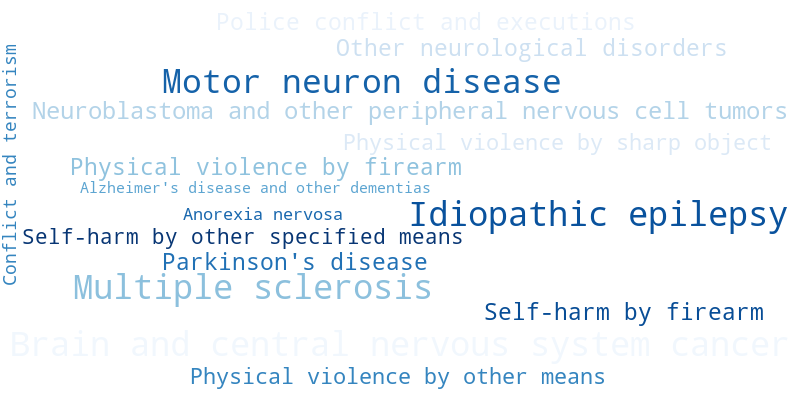 Police conflict and executions
Other neurological disorders
Conflict and terrorism
Motor neuron disease
Neuroblastoma and other peripheral nervous cell tumors
Physical violence by sharp object
Physical violence by firearm
Alzheimer's disease and other dementias
Anorexia nervosa
Idiopathic epilepsy
Self-harm by other specified means
Parkinson's disease
Multiple sclerosis
Self-harm by firearm
Brain and central nervous system cancer
Physical violence by other means